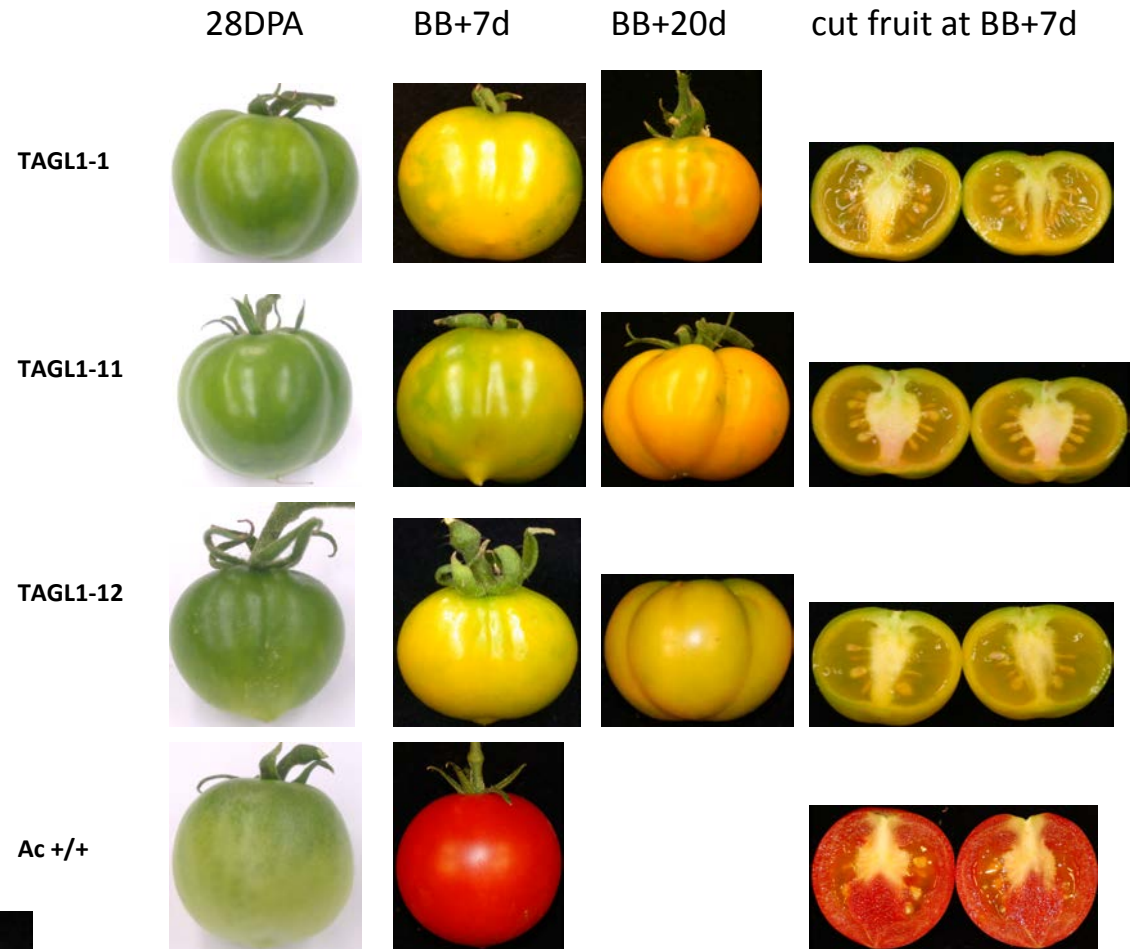 28DPA BB+7d BB+20d cut fruit at BB+7d
TAGL1-1
TAGL1-11
TAGL1-12
Ac +/+